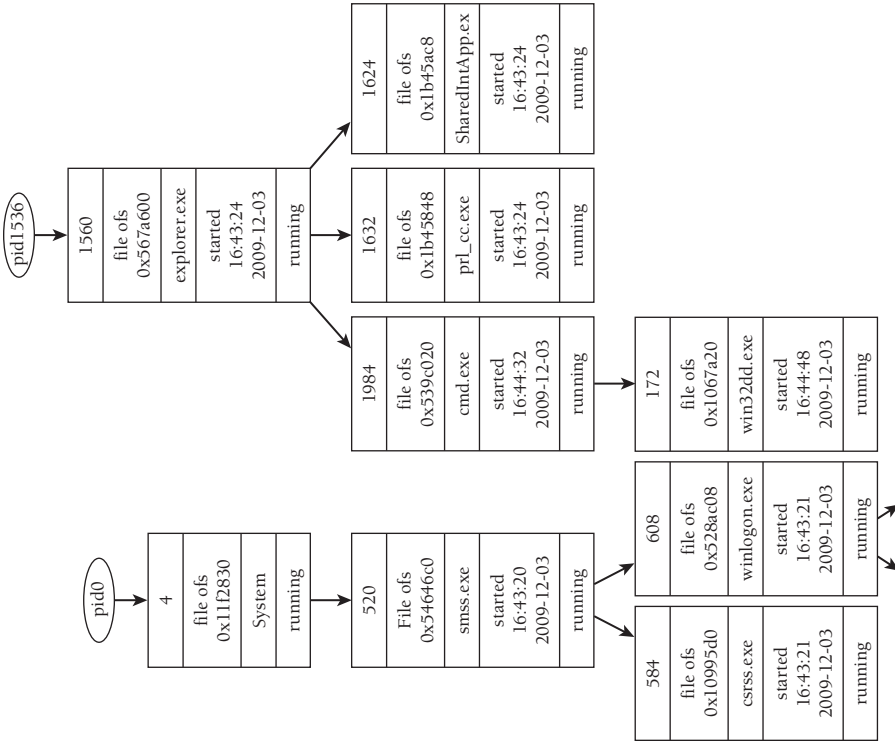 pid1536
1560
file ofs
0x567a600
explorer.exe
started
16:43:24
2009-12-03
running
1984
file ofs
0x539c020
cmd.exe
started
16:44:32
2009-12-03
running
1632
file ofs
0x1b45848
prl_cc.exe
started
16:43:24
2009-12-03
running
1624
file ofs
0x1b45ac8
SharedIntApp.ex
started
16:43:24
2009-12-03
running
172
file ofs
0x1067a20
win32dd.exe
started
16:44:48
2009-12-03
running
pid0
4
file ofs
0x11f2830
System
running
520
File ofs
0x54646c0
smss.exe
started
16:43:20
2009-12-03
running
584
file ofs
0x10995d0
csrss.exe
started
16:43:21
2009-12-03
running
608
file ofs
0x528ac08
winlogon.exe
started
16:43:21
2009-12-03
running